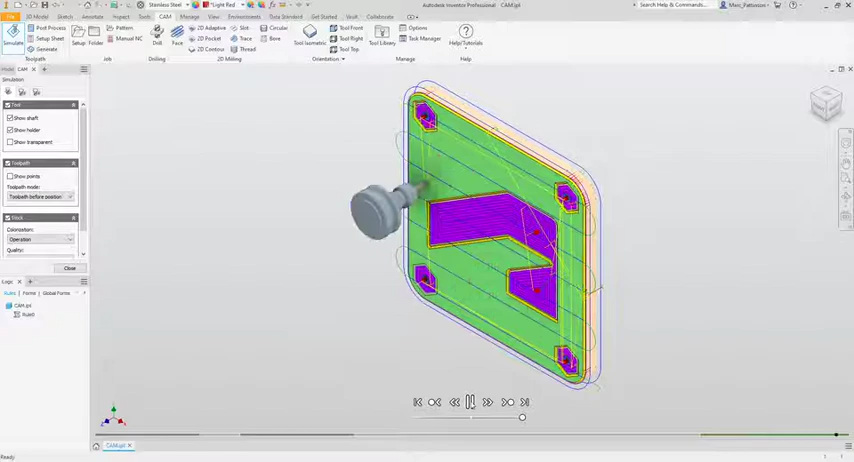 Stainless Steel
*Light Red
Autodesk Inventor Professional CAM.ipt
Search Help & Commands...
File 3D Model Sketch Annotate Inspect Tools CAM Manage View Environments Data Standard Get Started Vault Collaborate
Simulate
Post Process
Setup Sheet
Generate
Toolpath
Setup
Folder
Pattern
Manual NC
Job
Drill
Drilling
Face
2D Adaptive
2D Pocket
2D Contour
Slot
Trace
Thread
Circular
Bore
2D Milling
Tool Isometric
Tool Front
Tool Right
Tool Top
Orientation
Tool Library
Options
Task Manager
Manage
Help/Tutorials
Help
Model CAM
Simulation
Tool
Show shaft
Show holder
Show transparent
Toolpath
Show points
Toolpath mode:
Toolpath before position
Stock
Colorization:
Operation
Quality:
Close
Logic
Rules Forms Global Forms
CAM.ipt
Rule0
CAM.ipt
Ready